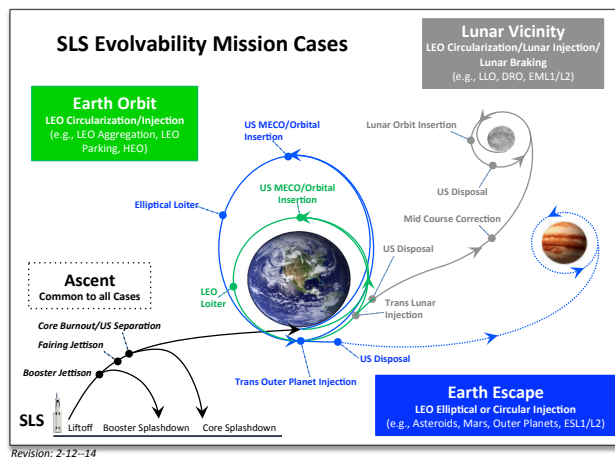 SLS Evolvability Mission Cases
Lunar Vicinity
LEO Circularization/Lunar Injection/
Lunar Braking
(e.g., LLO, DRO, EML1/L2)
Earth Orbit
LEO Circularization/Injection
(e.g., LEO Aggregation, LEO
Parking, HEO)
US MECO/Orbital
Insertion
Lunar Orbit Insertion
US MECO/Orbital
Insertion
US Disposal
Elliptical Loiter
Mid Course Correction
US Disposal
LEO
Loiter
Trans Lunar
Injection
Ascent
Common to all Cases
Core Burnout/US Separation
Fairing Jettison
Booster Jettison
US Disposal
Trans Outer Planet Injection
Earth Escape
LEO Elliptical or Circular Injection
(e.g., Asteroids, Mars, Outer Planets, ESL1/L2)
SLS
Liftoff
Booster Splashdown
Core Splashdown
Revision: 2-12--14